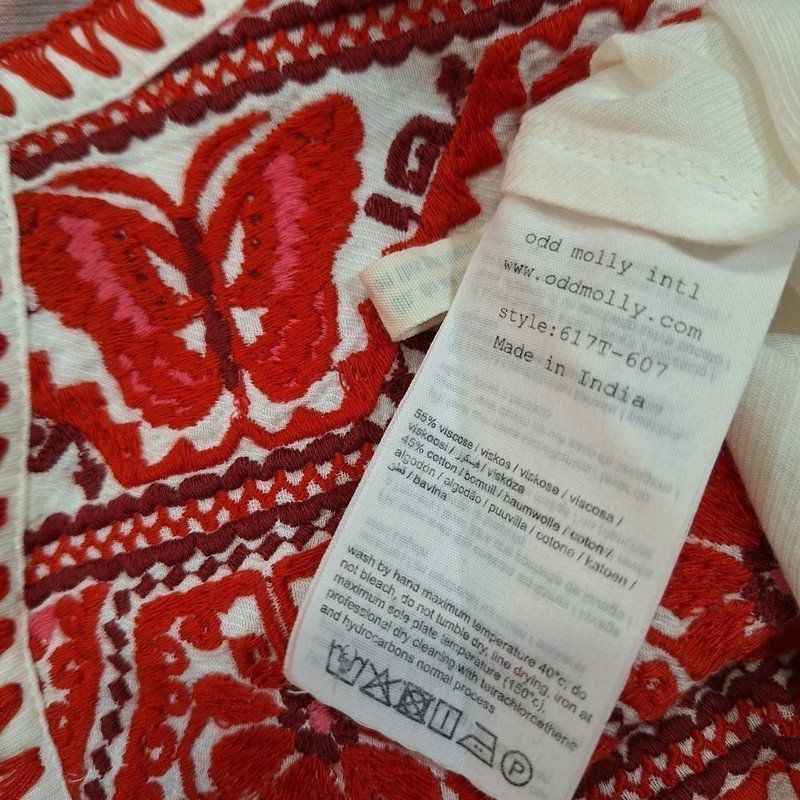 odd molly intl
www.oddmolly.com
style:617T-607
Made in India
55% viscose / viskos / viskose / viscosa /
viskoosi / فيسكوز / viskóza
45% cotton / bomull / baumwolle / coton /
algodón / algodão / puuvilla / cotone / katoen /
قطن / bavlna
wash by hand maximum temperature 40°c, do
not bleach, do not tumble dry, line drying, iron at
maximum sole plate temperature (150°c),
professional dry cleaning with tetrachloroethene
and hydrocarbons normal process
P